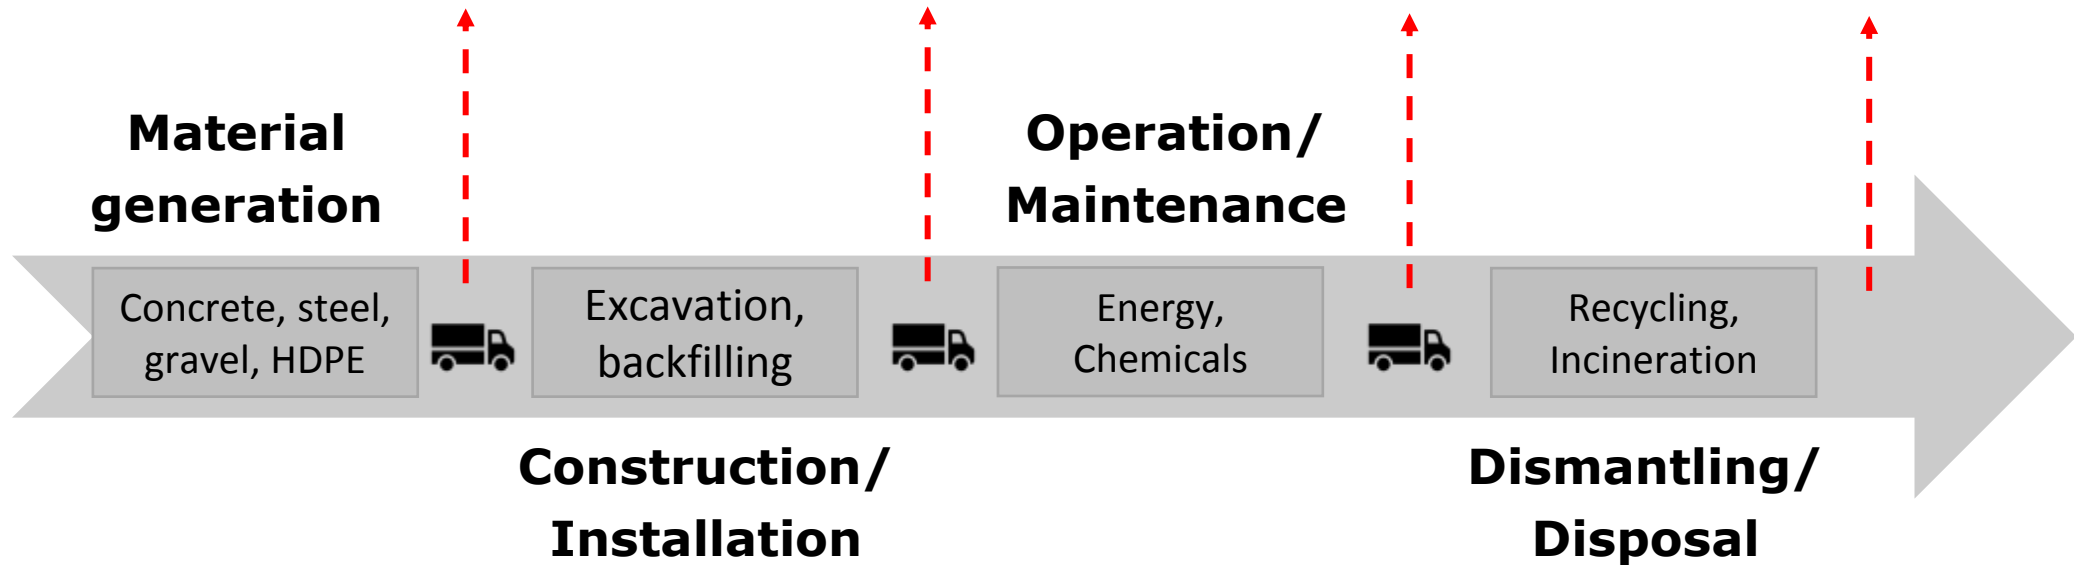 Material
generation
Concrete, steel,
gravel, HDPE
Excavation,
backfilling
Construction/
Installation
Operation/
Maintenance
Energy,
Chemicals
Recycling,
Incineration
Dismantling/
Disposal